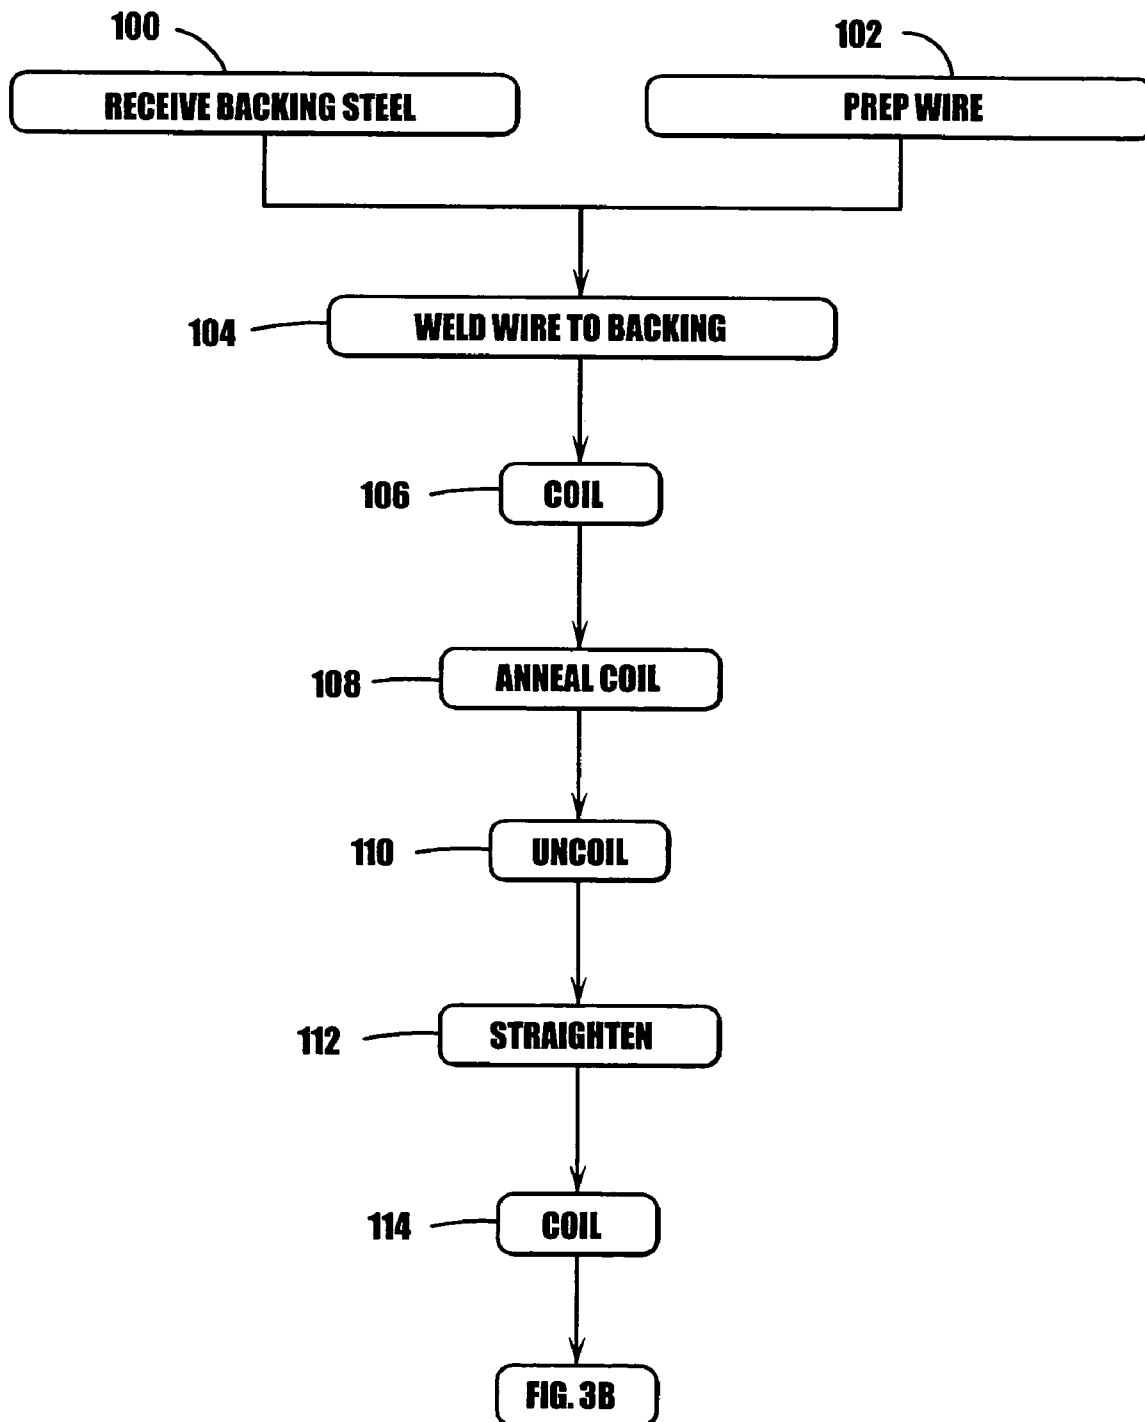 100
102
RECEIVE BACKING STEEL
PREP WIRE
104
WELD WIRE TO BACKING
106
COIL
108
ANNEAL COIL
110
UNCOIL
112
STRAIGHTEN
114
COIL
FIG. 3B